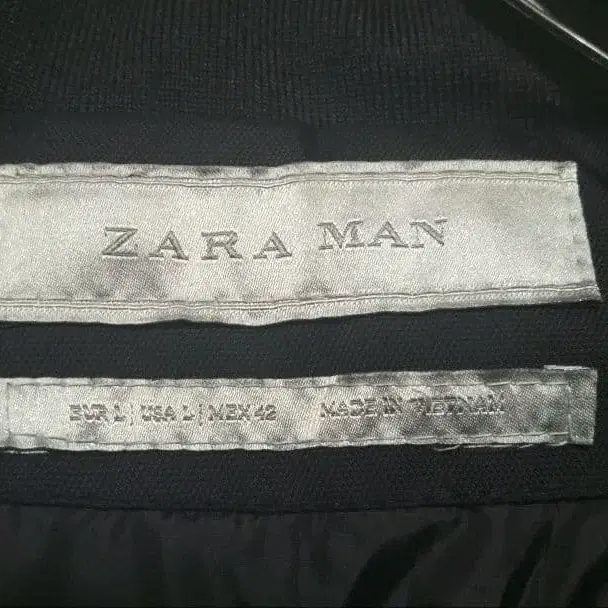 ZARA MAN
EUR L | USA L | MEX 42 MADE IN VIETNAM